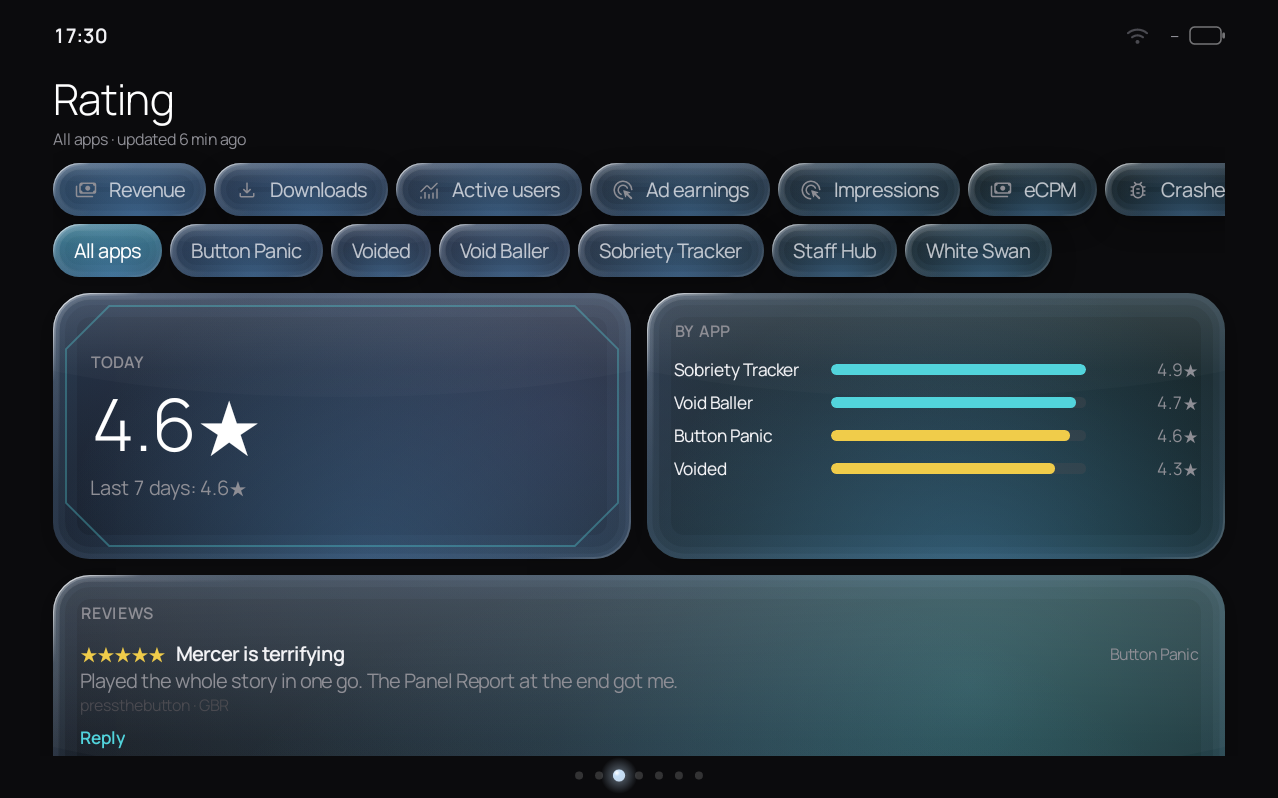 17:30
Rating
All apps · updated 6 min ago
Revenue Downloads Active users Ad earnings Impressions eCPM Crashe
All apps Button Panic Voided Void Baller Sobriety Tracker Staff Hub White Swan
TODAY
4.6★
Last 7 days: 4.6★
BY APP
Sobriety Tracker 4.9★
Void Baller 4.7★
Button Panic 4.6★
Voided 4.3★
REVIEWS
★★★★★ Mercer is terrifying Button Panic
Played the whole story in one go. The Panel Report at the end got me.
pressthebutton · GBR
Reply